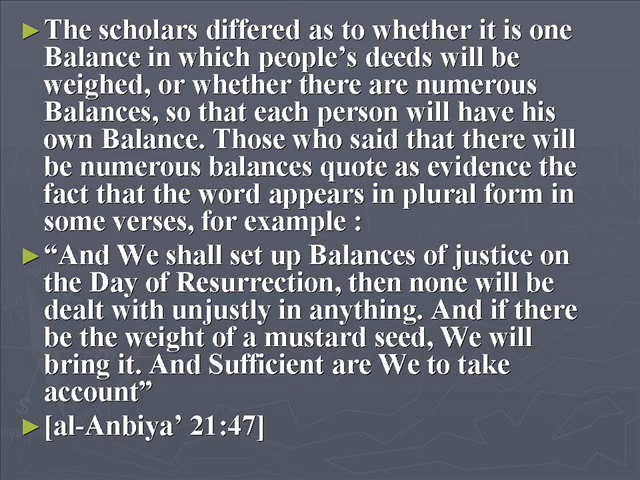 The scholars differed as to whether it is one
Balance in which people’s deeds will be
weighed, or whether there are numerous
Balances, so that each person will have his
own Balance. Those who said that there will
be numerous balances quote as evidence the
fact that the word appears in plural form in
some verses, for example :
“And We shall set up Balances of justice on
the Day of Resurrection, then none will be
dealt with unjustly in anything. And if there
be the weight of a mustard seed, We will
bring it. And Sufficient are We to take
account”
[al-Anbiya’ 21:47]